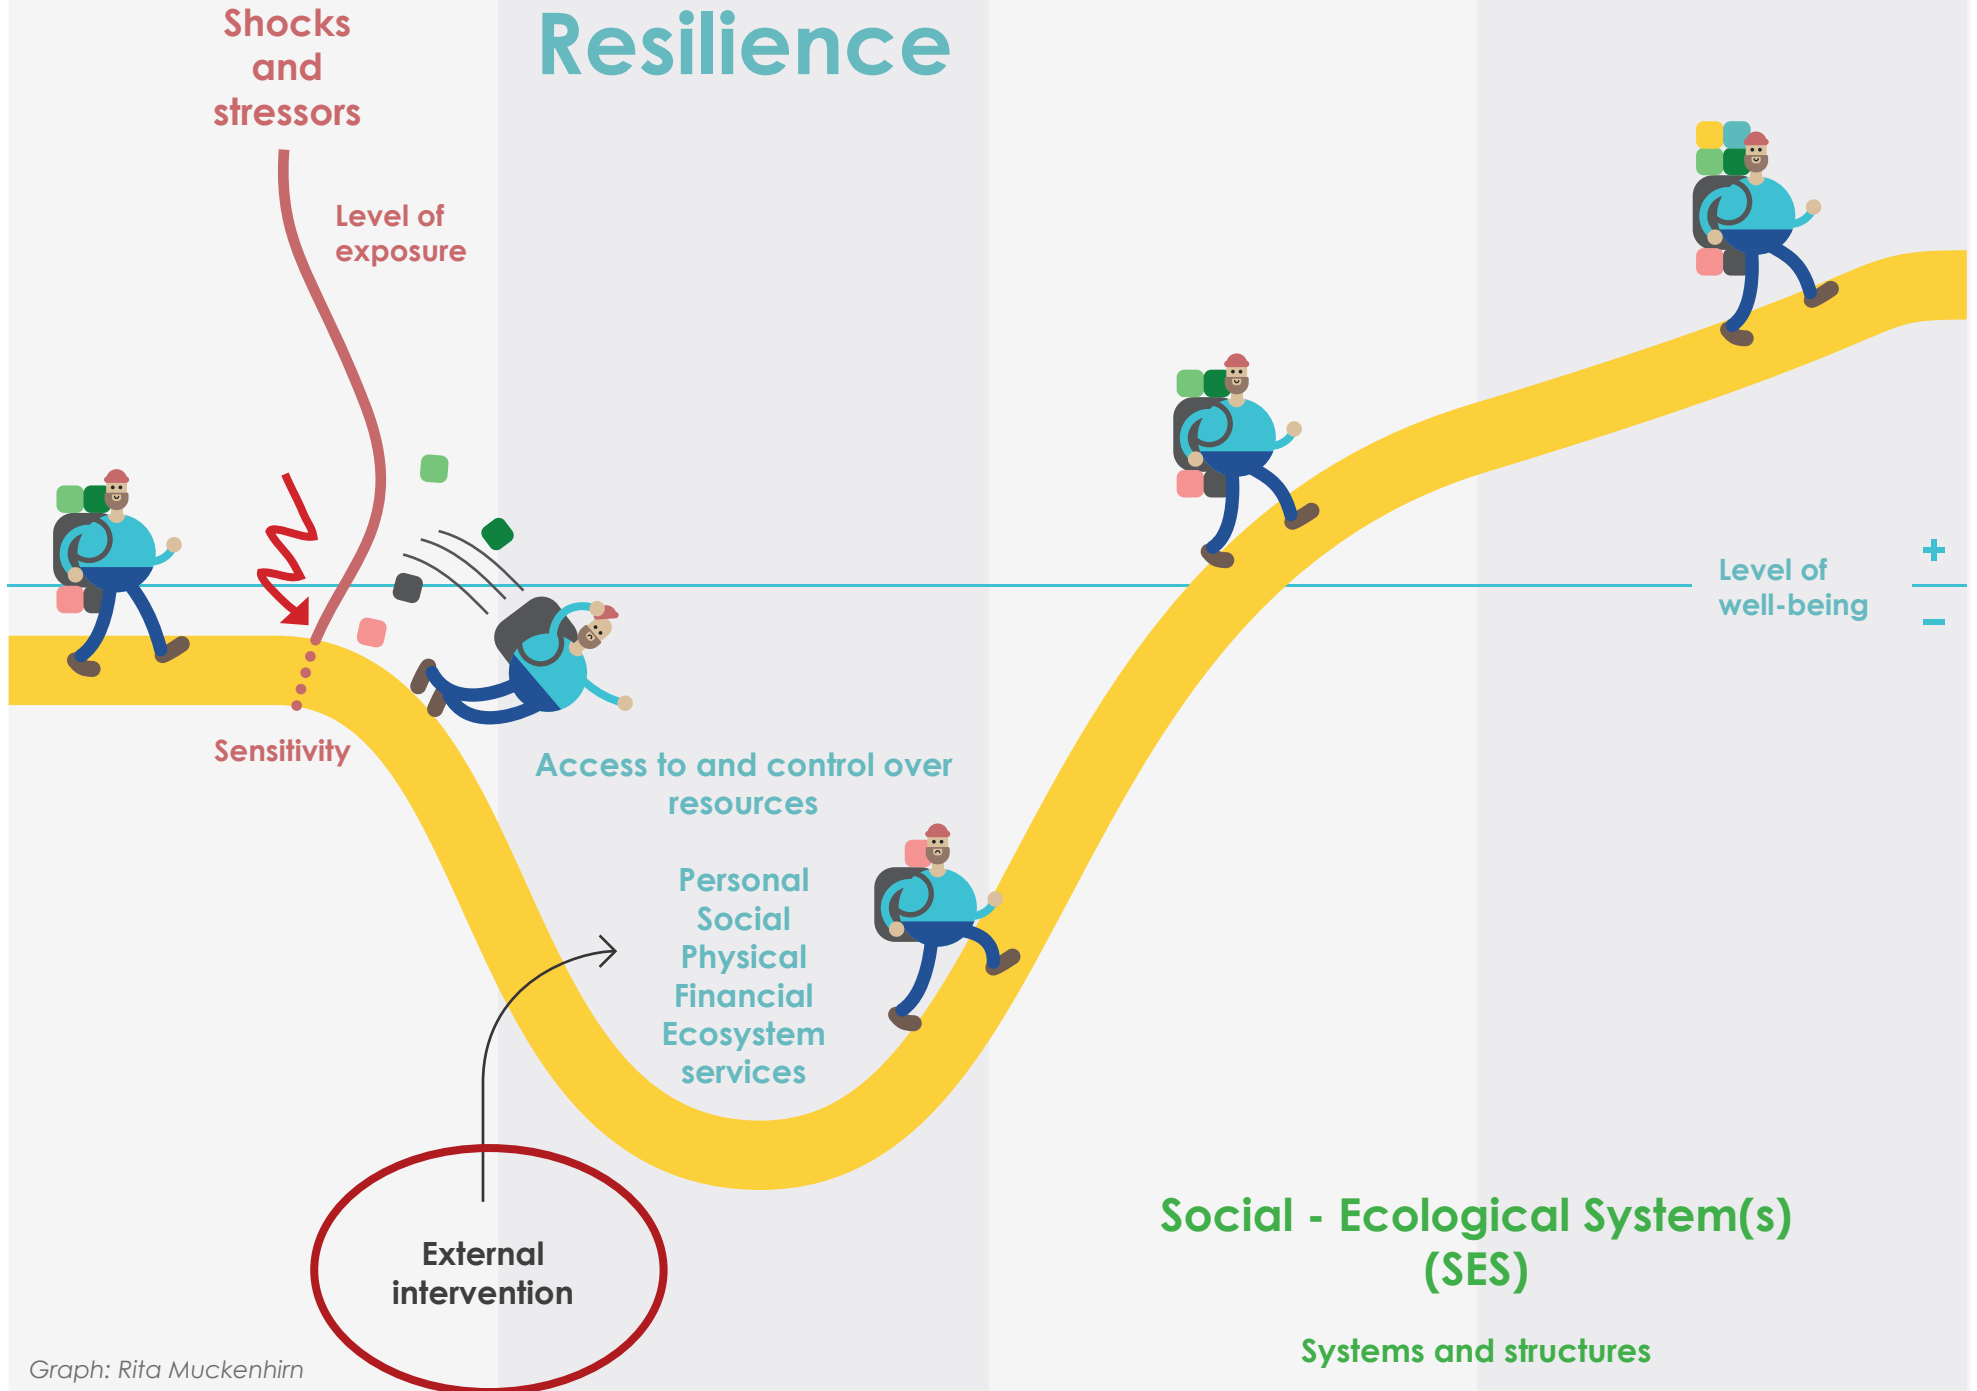 Shocks
and
stressors
Resilience
Level of
exposure
+
Level of
well-being
–
Sensitivity
Access to and control over
resources
Personal
Social
Physical
Financial
Ecosystem
services
External
intervention
Social - Ecological System(s)
(SES)
Systems and structures
Graph: Rita Muckenhirn